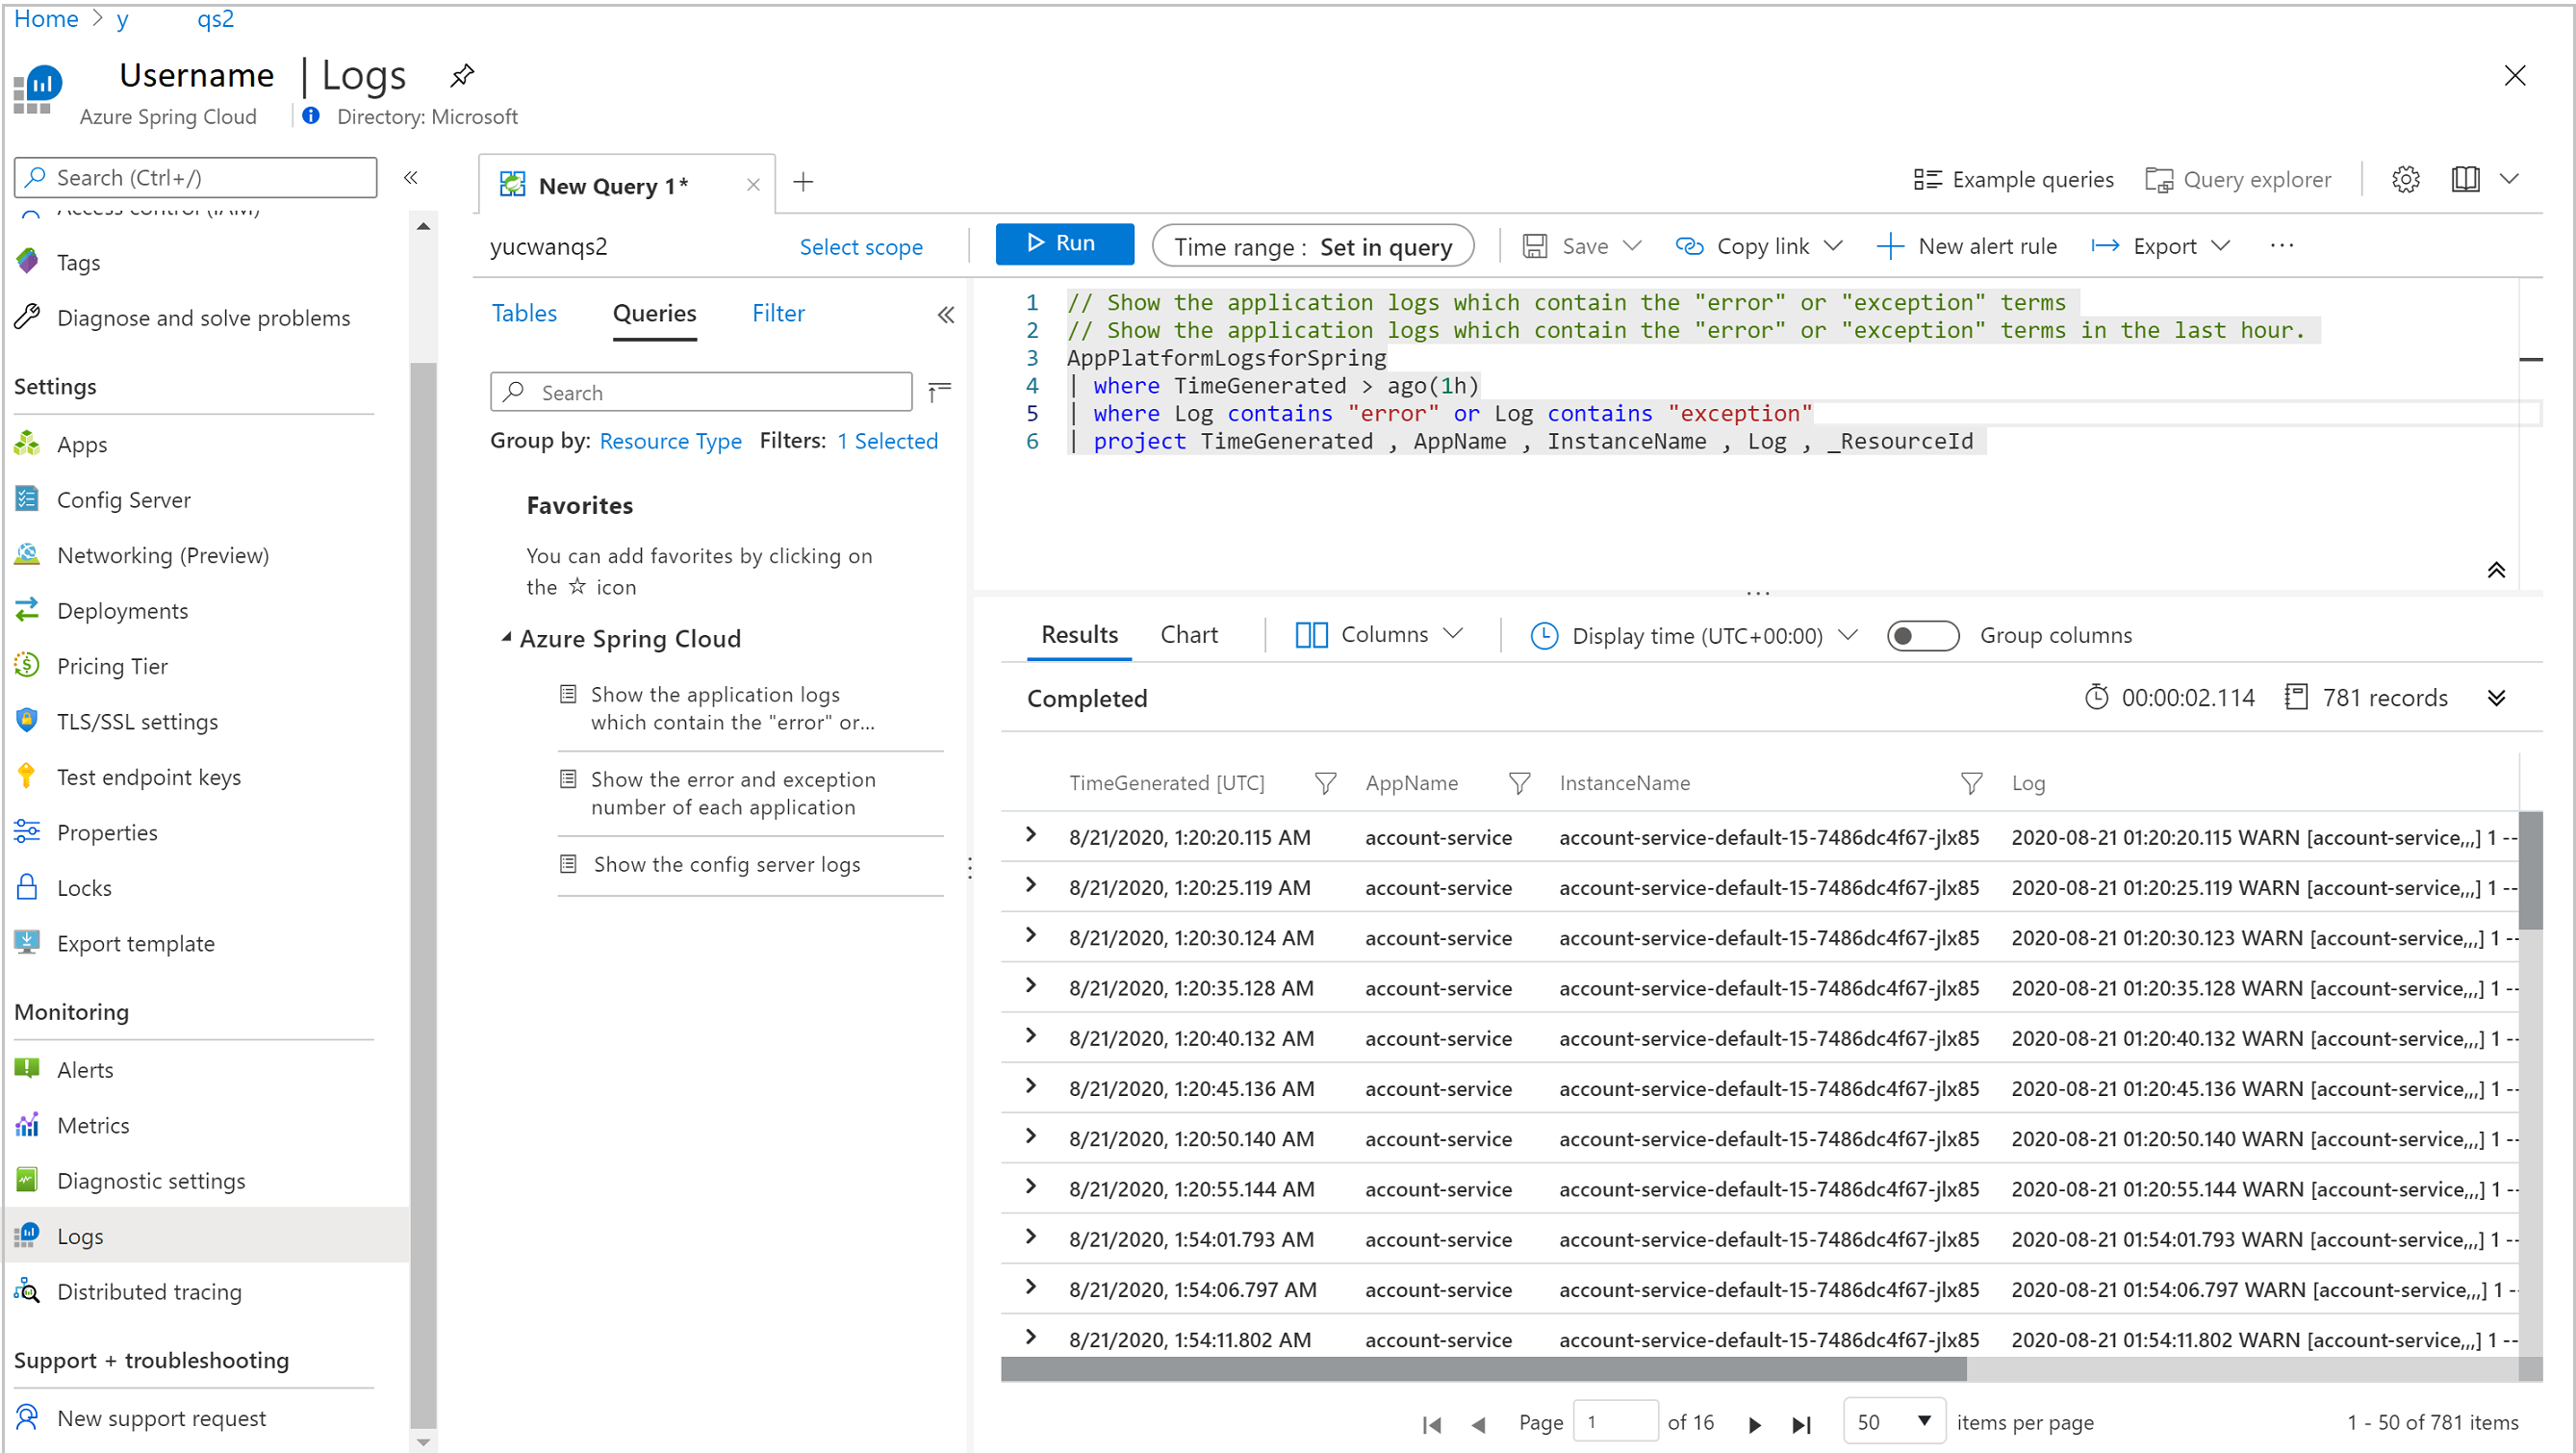 Home > y qs2
Username | Logs
Azure Spring Cloud
Directory: Microsoft
Search (Ctrl+/)
Access control (IAM)
Tags
Diagnose and solve problems
Settings
Apps
Config Server
Networking (Preview)
Deployments
Pricing Tier
TLS/SSL settings
Test endpoint keys
Properties
Locks
Export template
Monitoring
Alerts
Metrics
Diagnostic settings
Logs
Distributed tracing
Support + troubleshooting
New support request
New Query 1*
Example queries
Query explorer
yucwanqs2
Select scope
Run
Time range : Set in query
Save
Copy link
New alert rule
Export
Tables
Queries
Filter
Search
Group by: Resource Type Filters: 1 Selected
Favorites
You can add favorites by clicking on
the ☆ icon
Azure Spring Cloud
Show the application logs
which contain the "error" or...
Show the error and exception
number of each application
Show the config server logs
1 // Show the application logs which contain the "error" or "exception" terms
2 // Show the application logs which contain the "error" or "exception" terms in the last hour.
3 AppPlatformLogsforSpring
4 | where TimeGenerated > ago(1h)
5 | where Log contains "error" or Log contains "exception"
6 | project TimeGenerated , AppName , InstanceName , Log , _ResourceId
Results
Chart
Columns
Display time (UTC+00:00)
Group columns
Completed
00:00:02.114
781 records
TimeGenerated [UTC] AppName InstanceName Log
8/21/2020, 1:20:20.115 AM account-service account-service-default-15-7486dc4f67-jlx85 2020-08-21 01:20:20.115 WARN [account-service,,,] 1 --
8/21/2020, 1:20:25.119 AM account-service account-service-default-15-7486dc4f67-jlx85 2020-08-21 01:20:25.119 WARN [account-service,,,] 1 --
8/21/2020, 1:20:30.124 AM account-service account-service-default-15-7486dc4f67-jlx85 2020-08-21 01:20:30.123 WARN [account-service,,,] 1 --
8/21/2020, 1:20:35.128 AM account-service account-service-default-15-7486dc4f67-jlx85 2020-08-21 01:20:35.128 WARN [account-service,,,] 1 --
8/21/2020, 1:20:40.132 AM account-service account-service-default-15-7486dc4f67-jlx85 2020-08-21 01:20:40.132 WARN [account-service,,,] 1 --
8/21/2020, 1:20:45.136 AM account-service account-service-default-15-7486dc4f67-jlx85 2020-08-21 01:20:45.136 WARN [account-service,,,] 1 --
8/21/2020, 1:20:50.140 AM account-service account-service-default-15-7486dc4f67-jlx85 2020-08-21 01:20:50.140 WARN [account-service,,,] 1 --
8/21/2020, 1:20:55.144 AM account-service account-service-default-15-7486dc4f67-jlx85 2020-08-21 01:20:55.144 WARN [account-service,,,] 1 --
8/21/2020, 1:54:01.793 AM account-service account-service-default-15-7486dc4f67-jlx85 2020-08-21 01:54:01.793 WARN [account-service,,,] 1 --
8/21/2020, 1:54:06.797 AM account-service account-service-default-15-7486dc4f67-jlx85 2020-08-21 01:54:06.797 WARN [account-service,,,] 1 --
8/21/2020, 1:54:11.802 AM account-service account-service-default-15-7486dc4f67-jlx85 2020-08-21 01:54:11.802 WARN [account-service,,,] 1 --
Page 1 of 16
50 items per page
1 - 50 of 781 items